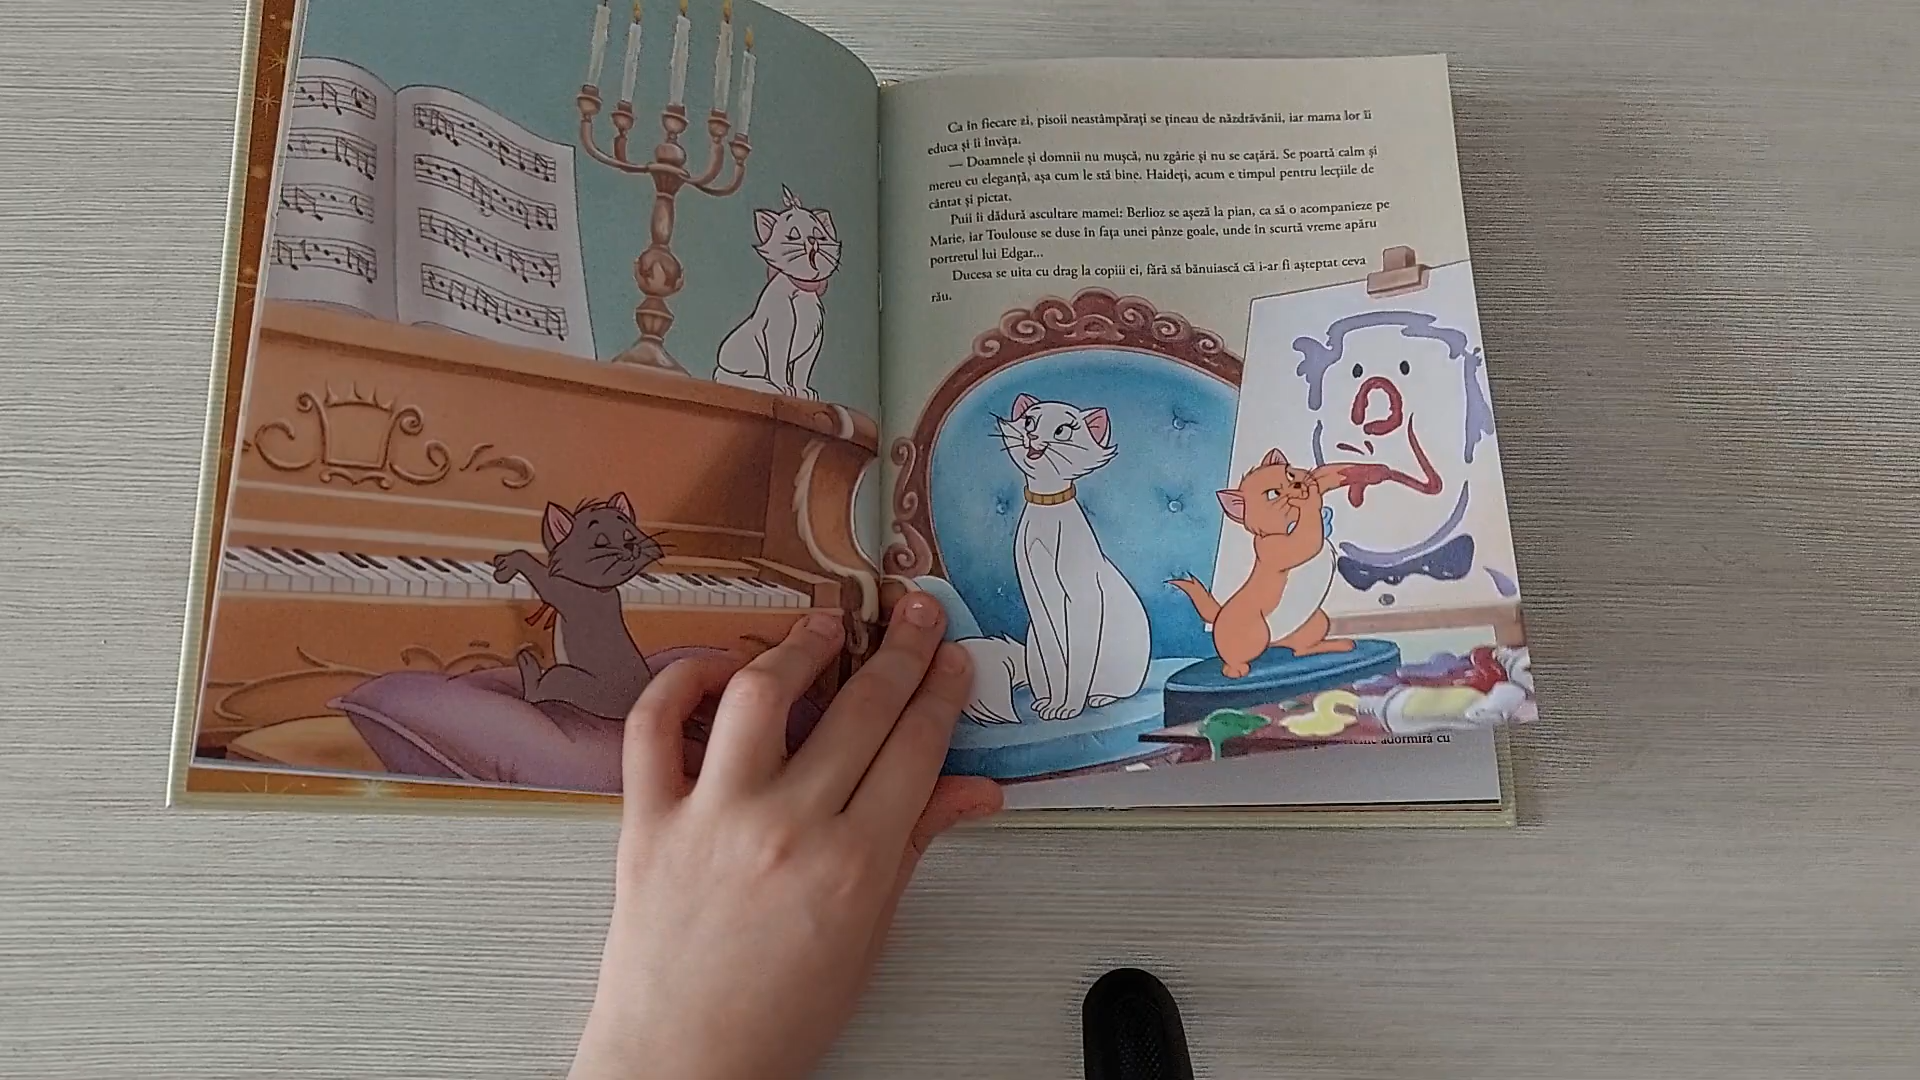 Ca în fiecare zi, pisoii neastâmpărați se țineau de năzdrăvănii, iar mama lor îi
educa și îi învăța.
— Doamnele și domnii nu mușcă, nu zgârie și nu se cațără. Se poartă calm și
mereu cu eleganță, așa cum le stă bine. Haideți, acum e timpul pentru lecțiile de
cântat și pictat.
Puii îi dădură ascultare mamei: Berlioz se așeză la pian, ca să o acompanieze pe
Marie, iar Toulouse se duse în fața unei pânze goale, unde în scurtă vreme apăru
portretul lui Edgar...
Ducesa se uita cu drag la copiii ei, fără să bănuiască că i-ar fi așteptat ceva
rău.
adormiră cu